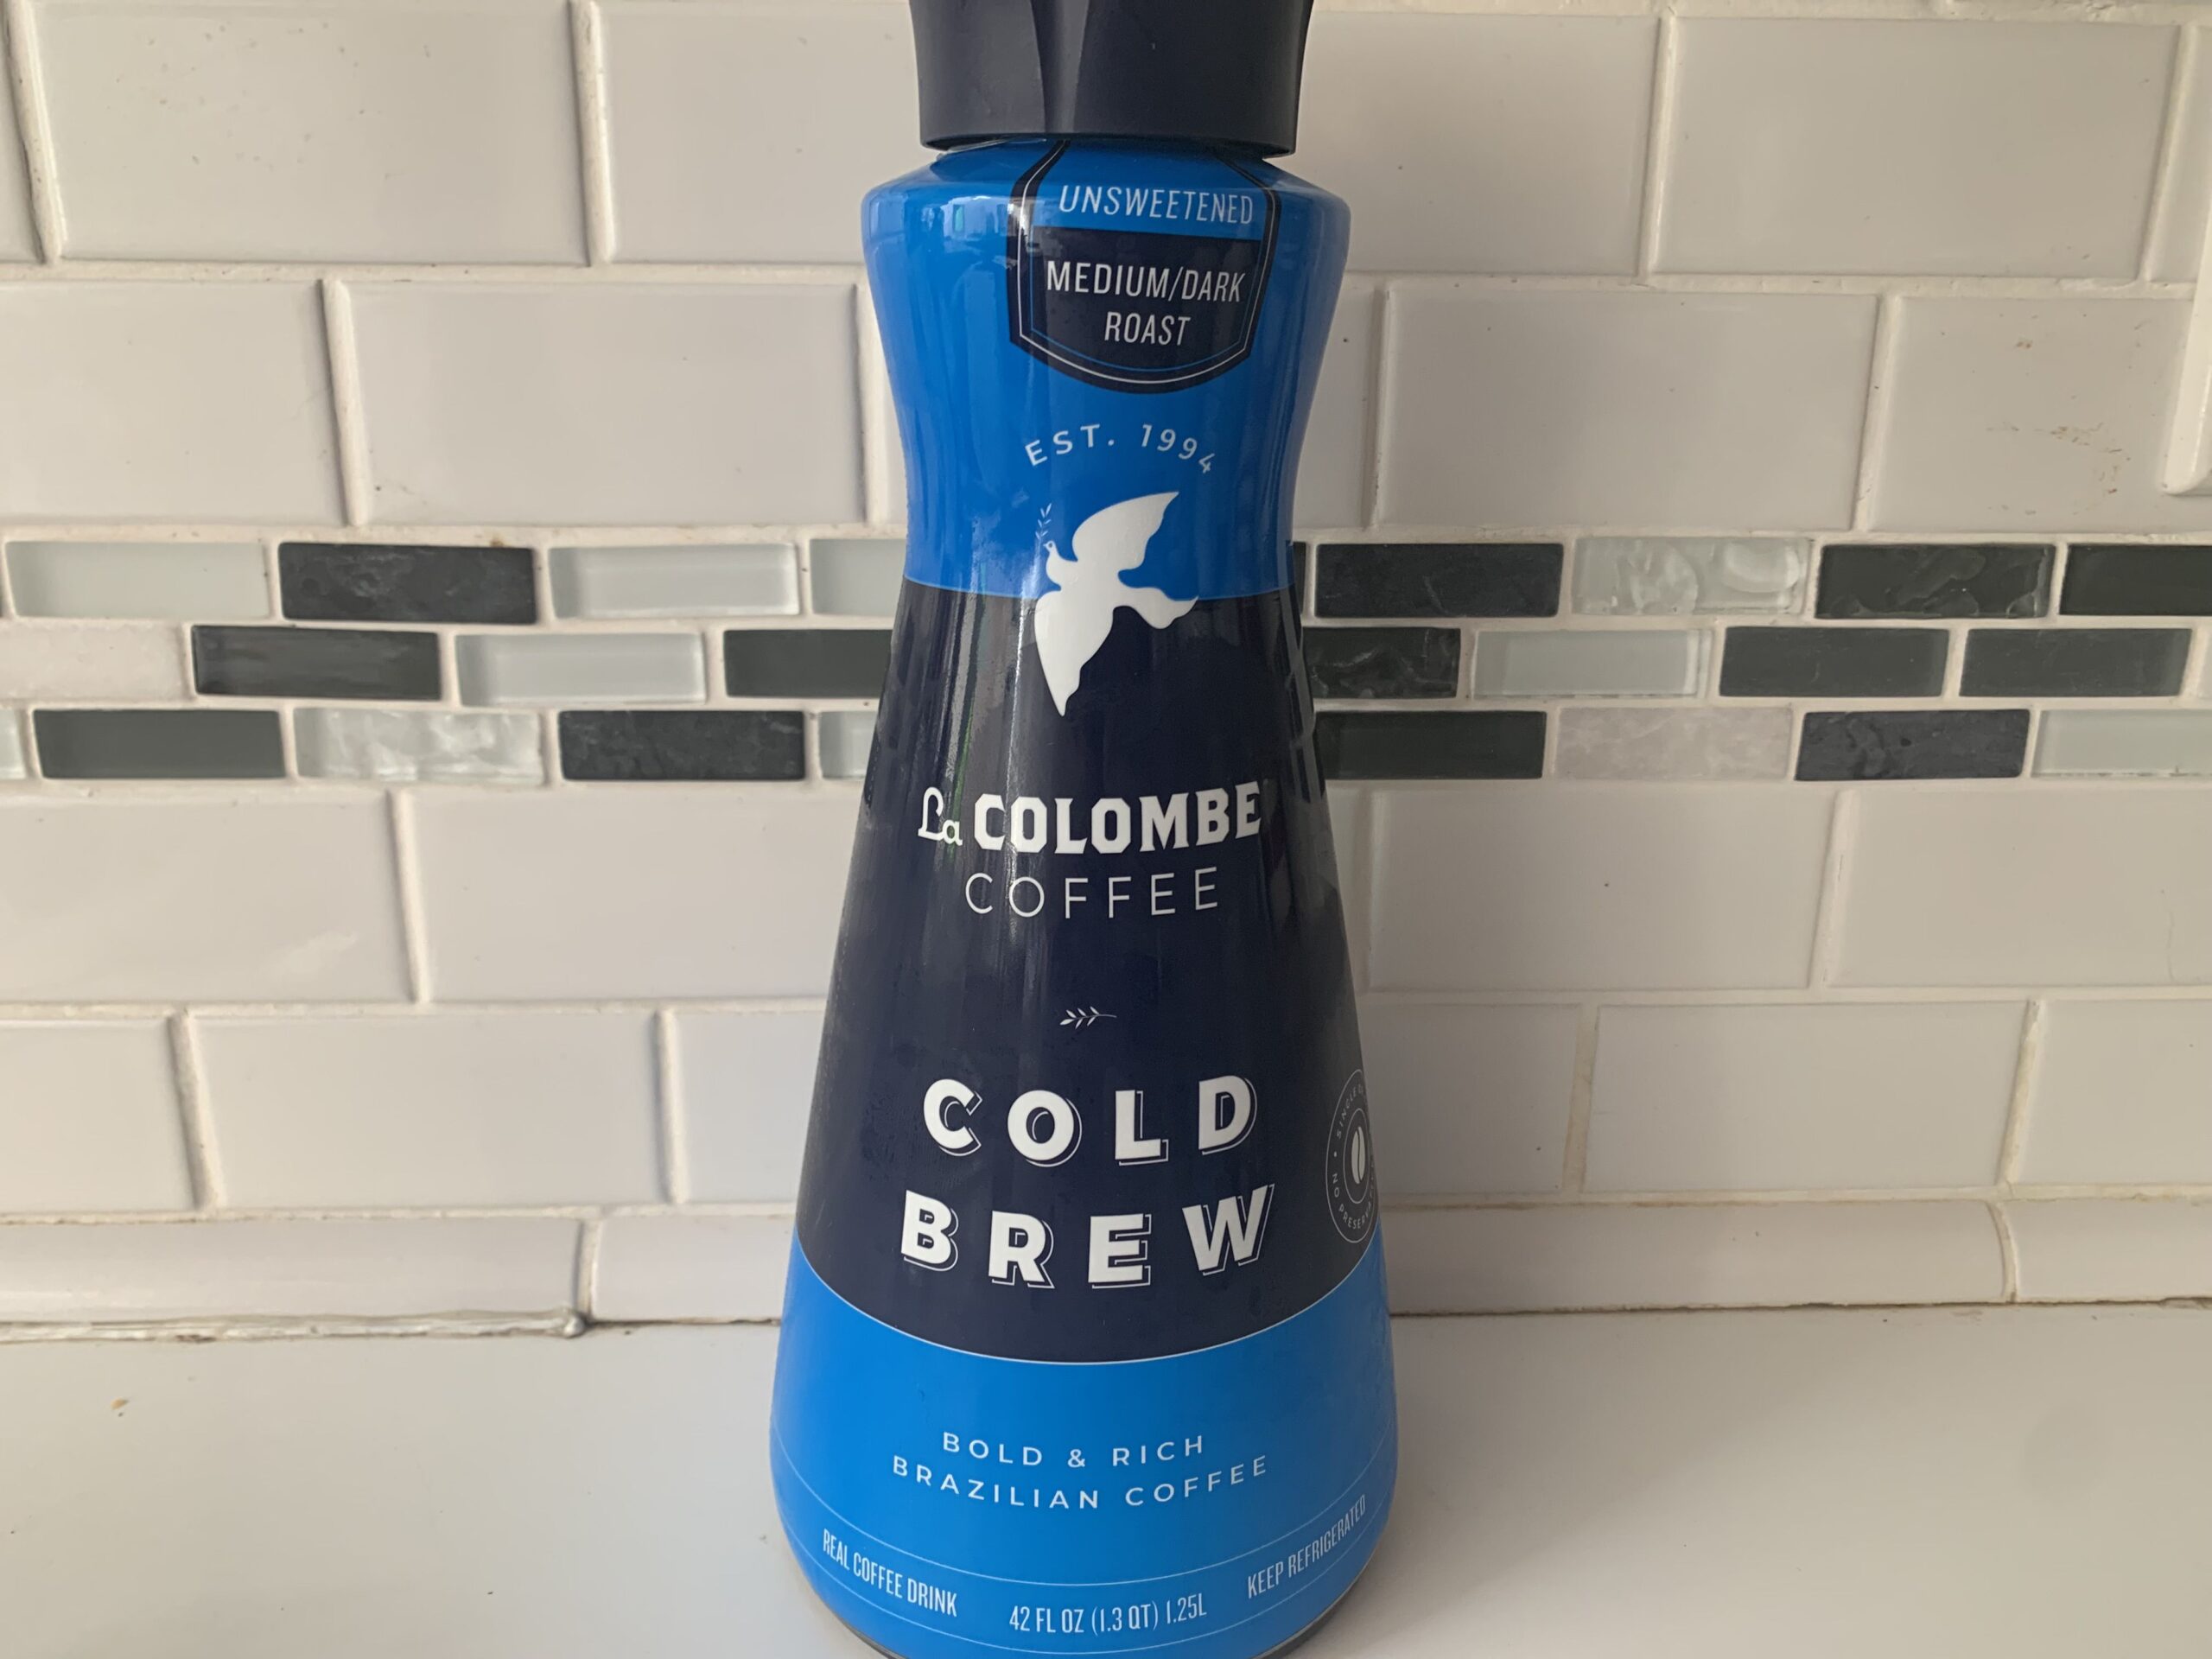 UNSWEETENED
MEDIUM/DARK
ROAST
EST. 1994
La COLOMBE
COFFEE
COLD
BREW
NO
BOLD & RICH
BRAZILIAN COFFEE
REAL COFFEE DRINK
42 FL OZ (1.3 QT) 1.25L
KEEP REFRIGERATED